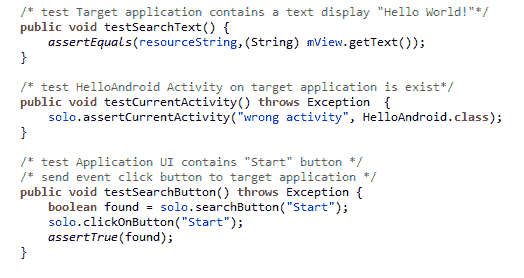 /* test Target application contains a text display "Hello World!"*/
public void testSearchText() {
assertEquals(resourceString,(String) mView.getText());
}
/* test HelloAndroid Activity on target application is exist*/
public void testCurrentActivity() throws Exception  {
solo.assertCurrentActivity("wrong activity", HelloAndroid.class);
}
/* test Application UI contains "Start" button */
/* send event click button to target application */
public void testSearchButton() throws Exception {
boolean found = solo.searchButton("Start");
solo.clickOnButton("Start");
assertTrue(found);
}